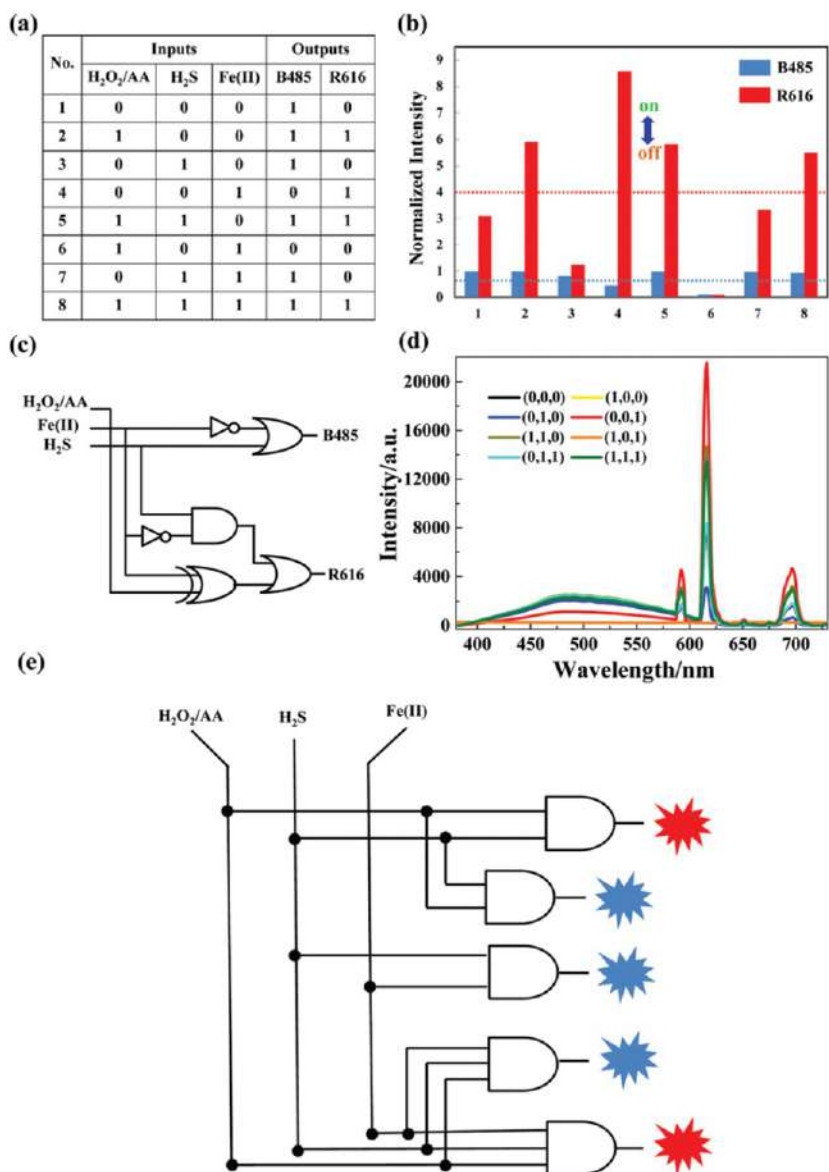 (a)
No. Inputs Outputs
H₂O₂/AA H₂S Fe(II) B485 R616
1 0 0 0 1 0
2 1 0 0 1 1
3 0 1 0 1 0
4 0 0 1 0 1
5 1 1 0 1 1
6 1 0 1 0 0
7 0 1 1 1 0
8 1 1 1 1 1
(b)
B485
R616
on
off
Normalized Intensity
9
8
7
6
5
4
3
2
1
0
1 2 3 4 5 6 7 8
(c)
H₂O₂/AA
Fe(II)
H₂S
B485
R616
(d)
(0,0,0) (1,0,0)
(0,1,0) (0,0,1)
(1,1,0) (1,0,1)
(0,1,1) (1,1,1)
Intensity/a.u.
20000
16000
12000
8000
4000
0
400 450 500 550 600 650 700
Wavelength/nm
(e)
H₂O₂/AA H₂S Fe(II)